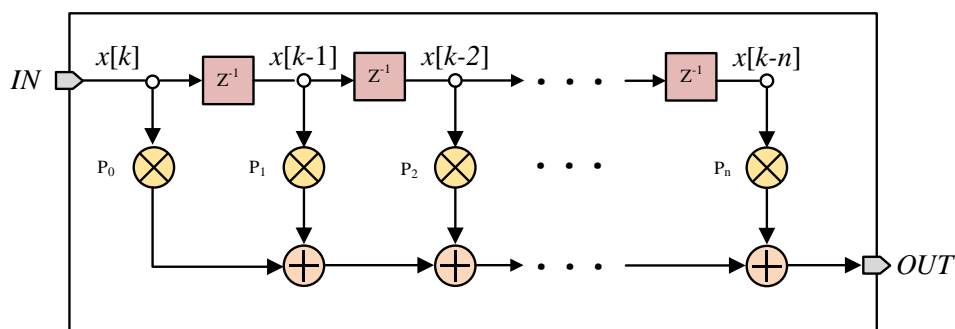 x[k] x[k-1] x[k-2] x[k-n]
IN Z⁻¹ Z⁻¹ . . . Z⁻¹
P₀ P₁ P₂ . . . Pₙ
. . . OUT